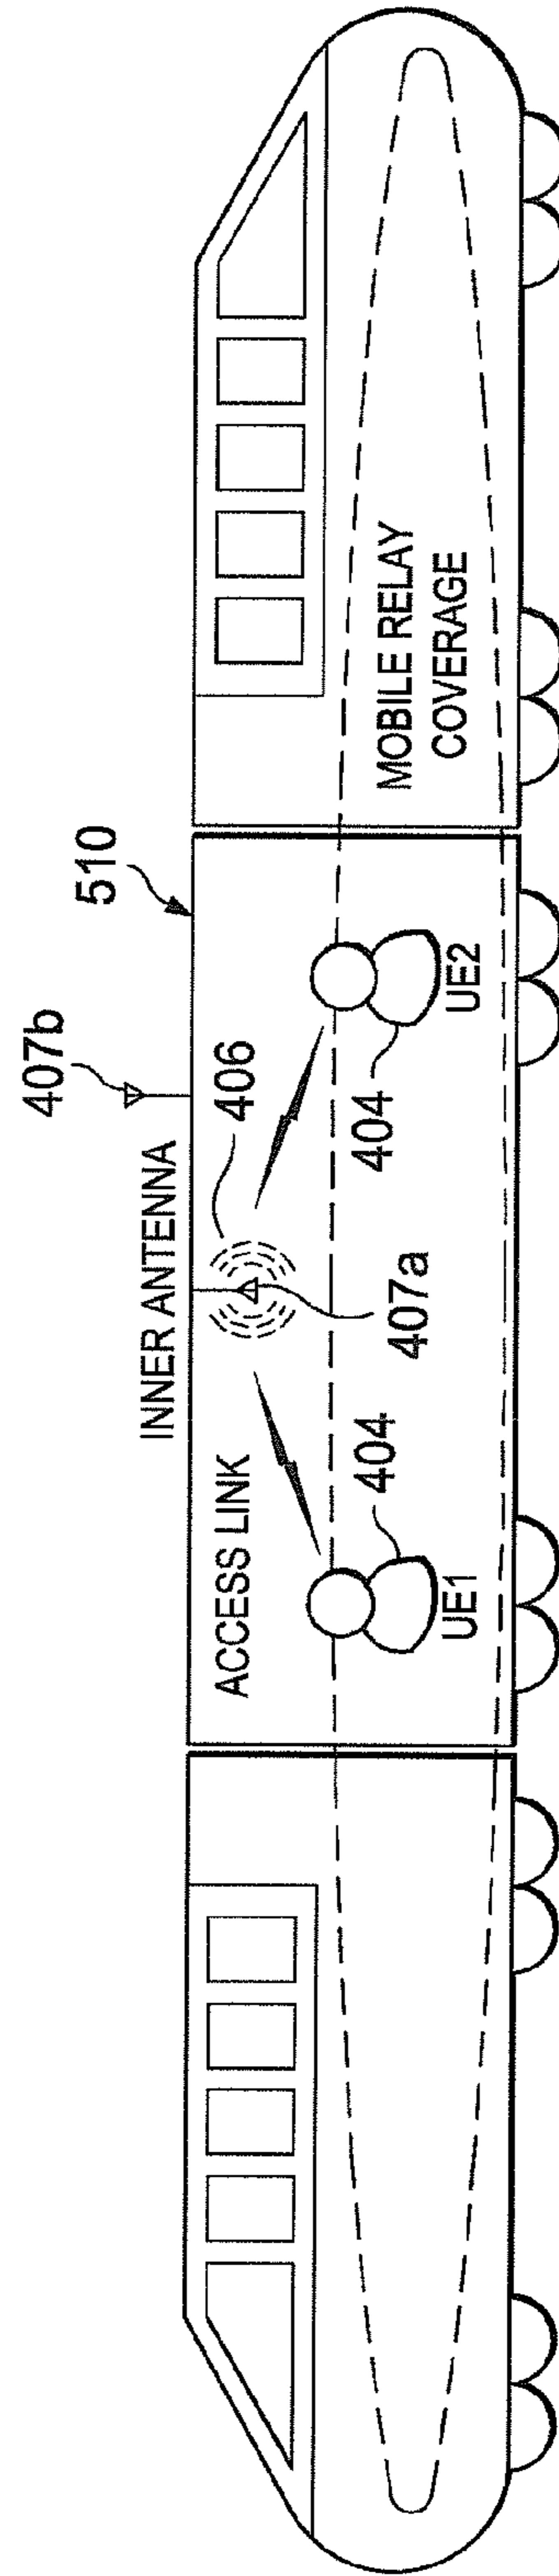 407b
510
INNER ANTENNA
406
ACCESS LINK
407a
404
404
UE1
UE2
MOBILE RELAY
COVERAGE